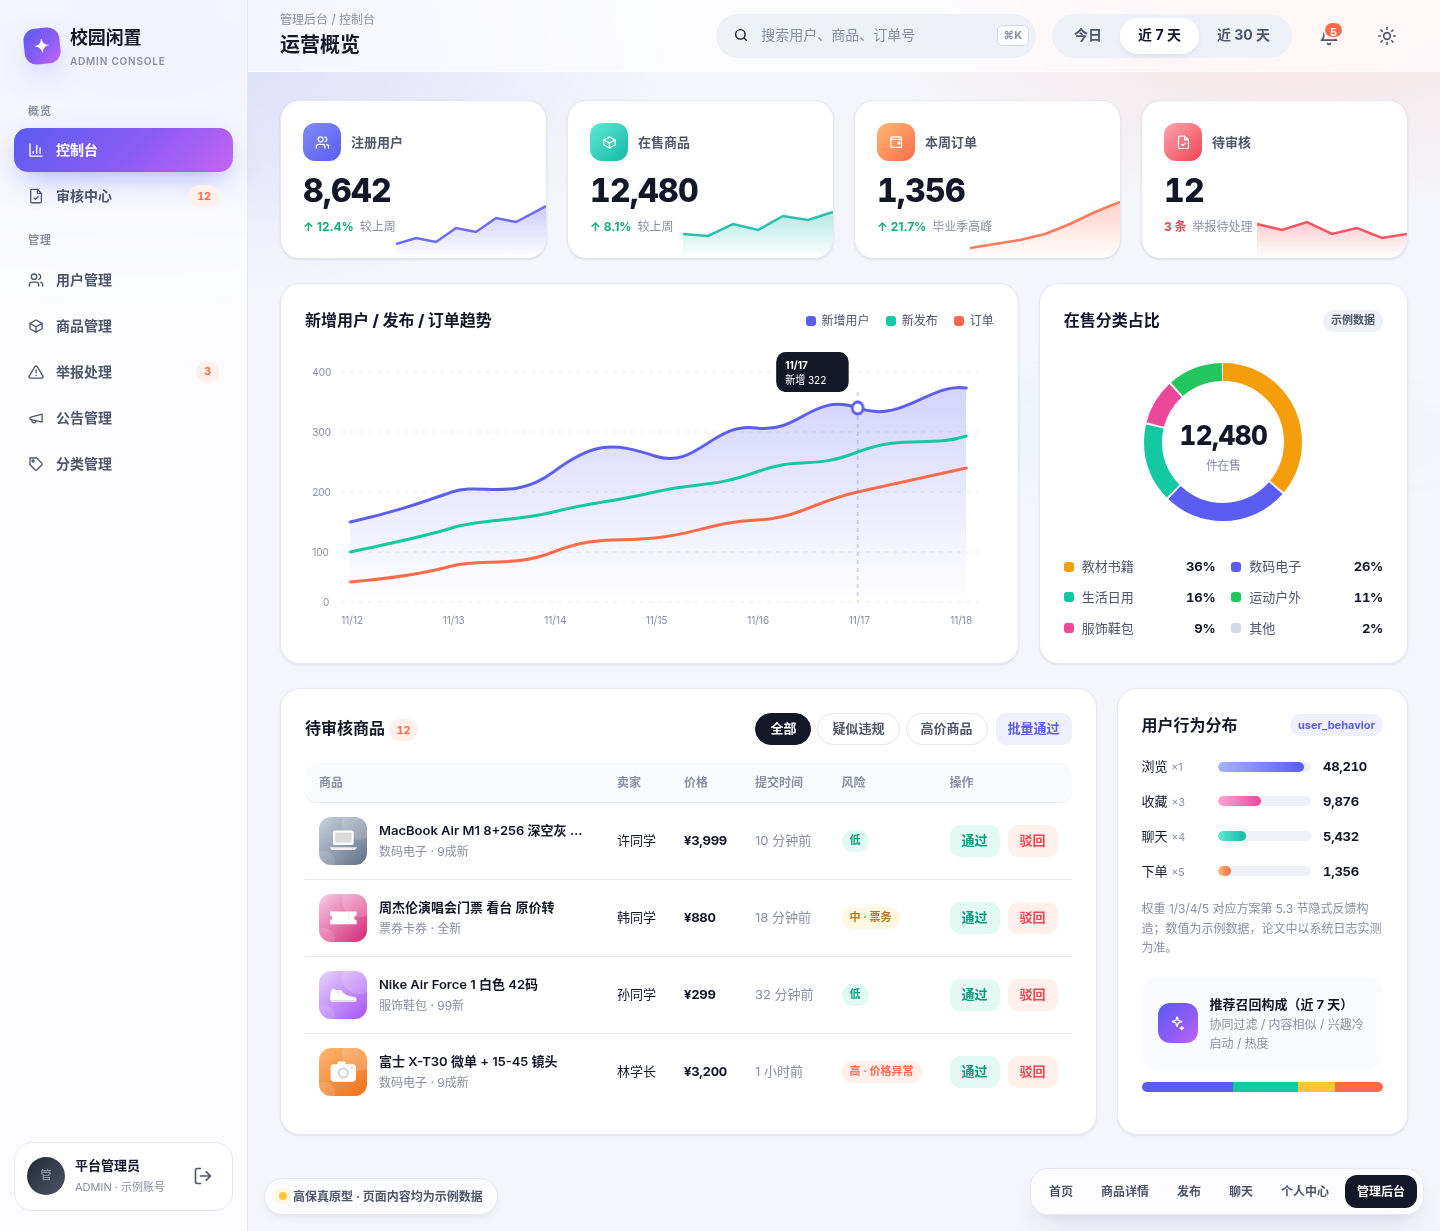 校园闲置
ADMIN CONSOLE
概览
控制台
审核中心 12
管理
用户管理
商品管理
举报处理 3
公告管理
分类管理
管
平台管理员
ADMIN · 示例账号
管理后台 / 控制台
运营概览
搜索用户、商品、订单号 ⌘K
今日 近 7 天 近 30 天
5
注册用户
8,642
↑ 12.4% 较上周
在售商品
12,480
↑ 8.1% 较上周
本周订单
1,356
↑ 21.7% 毕业季高峰
待审核
12
3 条 举报待处理
新增用户 / 发布 / 订单趋势
新增用户 新发布 订单
11/17
新增 322
400
300
200
100
0
11/12 11/13 11/14 11/15 11/16 11/17 11/18
在售分类占比 示例数据
12,480
件在售
教材书籍 36% 数码电子 26%
生活日用 16% 运动户外 11%
服饰鞋包 9% 其他 2%
待审核商品 12
全部 疑似违规 高价商品 批量通过
商品 卖家 价格 提交时间 风险 操作
MacBook Air M1 8+256 深空灰 ...
数码电子 · 9成新
许同学 ¥3,999 10 分钟前 低 通过 驳回
周杰伦演唱会门票 看台 原价转
票券卡券 · 全新
韩同学 ¥880 18 分钟前 中 · 票务 通过 驳回
Nike Air Force 1 白色 42码
服饰鞋包 · 99新
孙同学 ¥299 32 分钟前 低 通过 驳回
富士 X-T30 微单 + 15-45 镜头
数码电子 · 9成新
林学长 ¥3,200 1 小时前 高 · 价格异常 通过 驳回
用户行为分布 user_behavior
浏览 ×1 48,210
收藏 ×3 9,876
聊天 ×4 5,432
下单 ×5 1,356
权重 1/3/4/5 对应方案第 5.3 节隐式反馈构
造；数值为示例数据，论文中以系统日志实测
为准。
推荐召回构成（近 7 天）
协同过滤 / 内容相似 / 兴趣冷
启动 / 热度
高保真原型 · 页面内容均为示例数据
首页 商品详情 发布 聊天 个人中心 管理后台